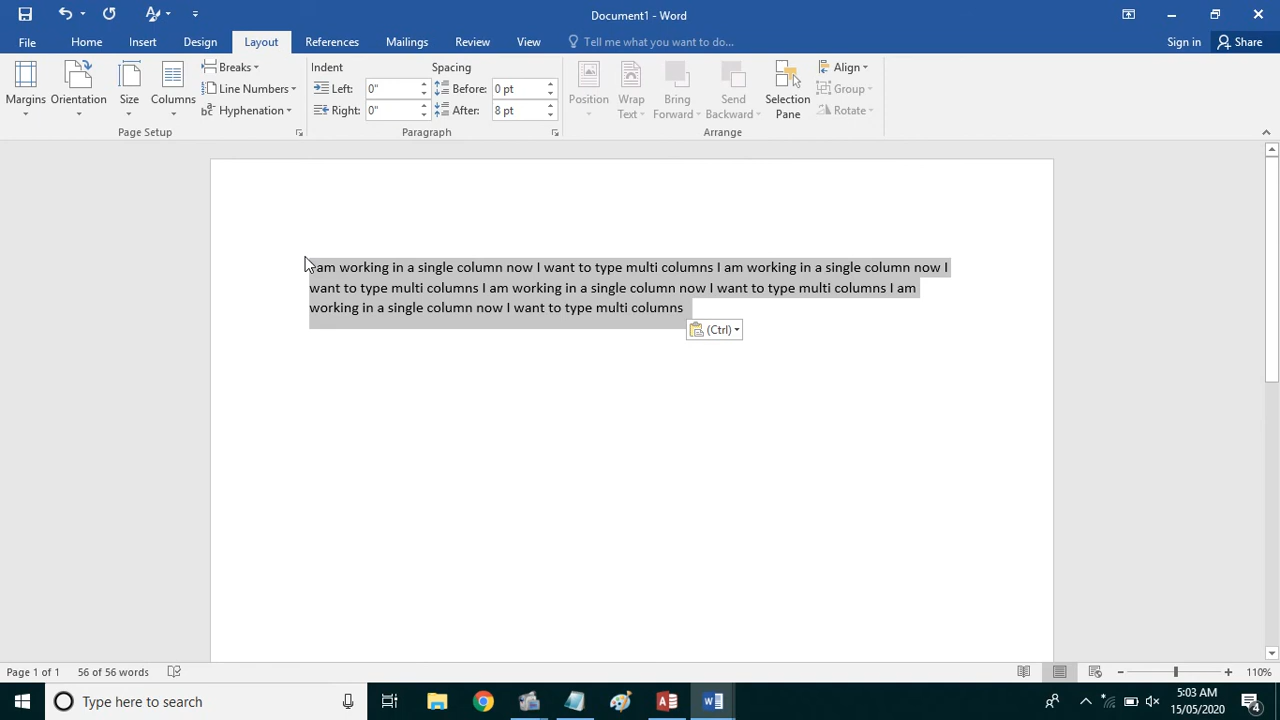 Document1 - Word
File Home Insert Design Layout References Mailings Review View Tell me what you want to do... Sign in Share
Margins
Orientation
Size
Columns
Breaks
Line Numbers
Hyphenation
Page Setup
Indent
Left: 0"
Right: 0"
Spacing
Before: 0 pt
After: 8 pt
Paragraph
Position
Wrap
Text
Bring
Forward
Send
Backward
Selection
Pane
Align
Group
Rotate
Arrange
I am working in a single column now I want to type multi columns I am working in a single column now I
want to type multi columns I am working in a single column now I want to type multi columns I am
working in a single column now I want to type multi columns
(Ctrl)
Page 1 of 1 56 of 56 words 110%
Type here to search
5:03 AM
15/05/2020
4